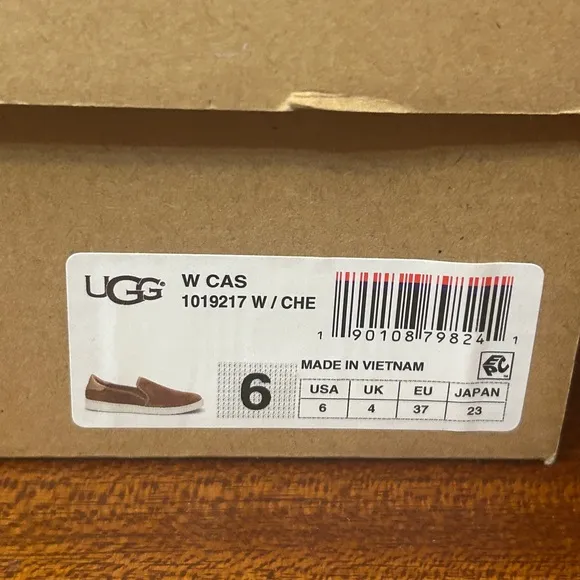 UGG®
W CAS
1019217 W / CHE
1 90108 79824 1
6
MADE IN VIETNAM
EPC™
USA UK EU JAPAN
6 4 37 23